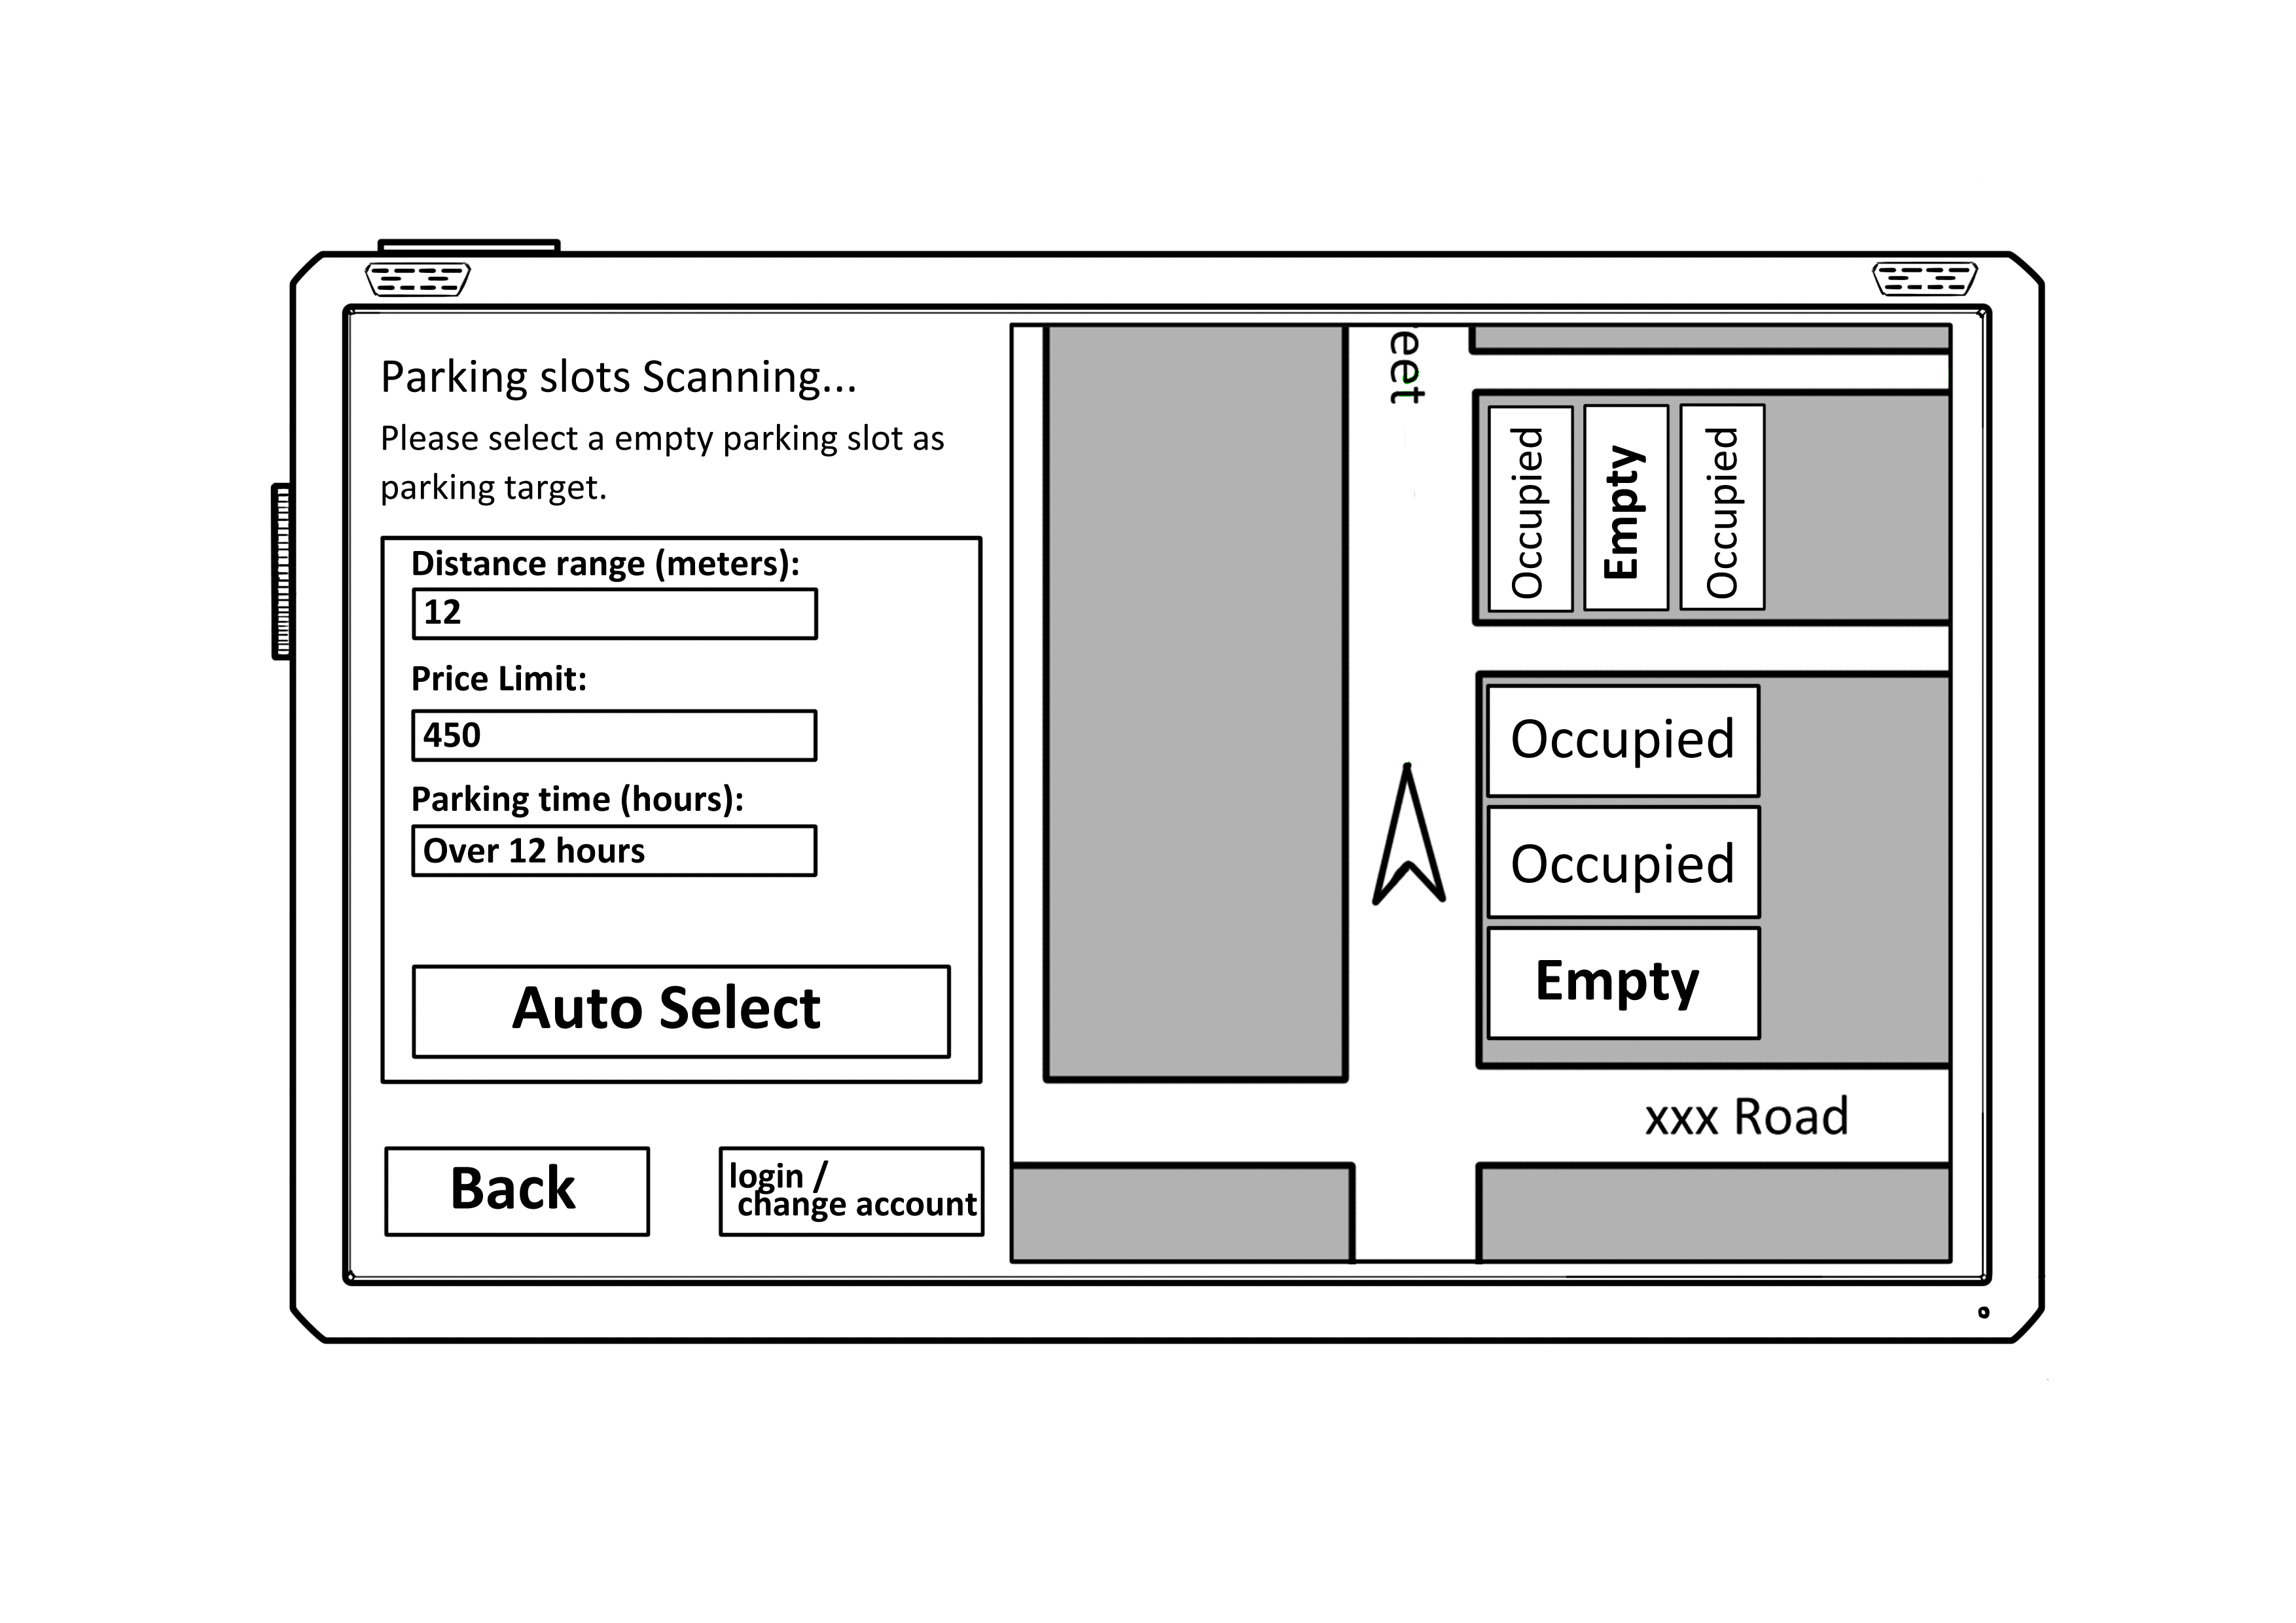 Parking slots Scanning...
Please select a empty parking slot as
parking target.
Distance range (meters):
12
Price Limit:
450
Parking time (hours):
Over 12 hours
Auto Select
Back
login /
change account
eet
Occupied
Empty
Occupied
Occupied
Occupied
Empty
xxx Road